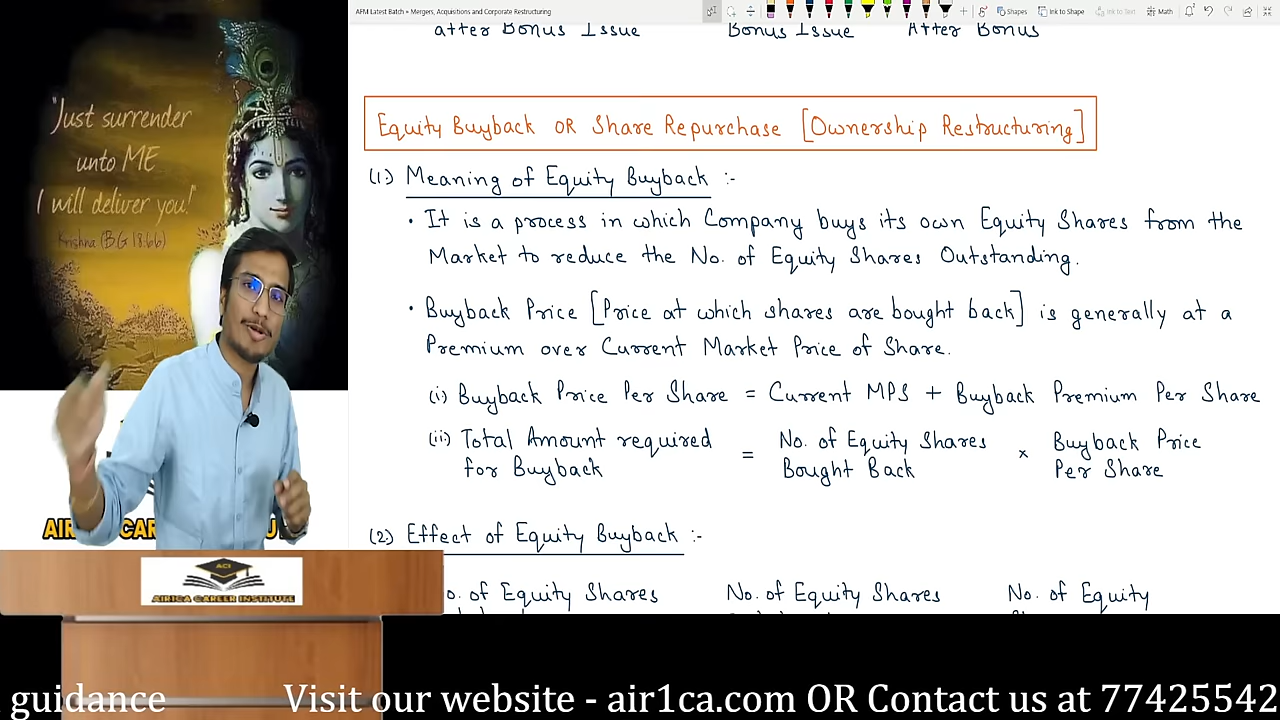 AFM Latest Batch » Mergers, Acquisitions and Corporate Restructuring
Shapes
Ink to Shape
Ink to Text
Math
after Bonus Issue
Bonus Issue
After Bonus
"Just surrender
unto ME
I will deliver you!"
Krishna (BG 18:66)
Equity Buyback OR Share Repurchase [Ownership Restructuring]
(1) Meaning of Equity Buyback :-
• It is a process in which Company buys its own Equity Shares from the
Market to reduce the No. of Equity Shares Outstanding.
• Buyback Price [Price at which shares are bought back] is generally at a
Premium over Current Market Price of Share.
(i) Buyback Price Per Share = Current MPS + Buyback Premium Per Share
(ii) Total Amount required for Buyback = No. of Equity Shares Bought Back × Buyback Price Per Share
(2) Effect of Equity Buyback :-
o. of Equity Shares
No. of Equity Shares
No. of Equity
AIR
CAR
ACI
AIR1CA CAREER INSTITUTE
guidance
Visit our website - air1ca.com OR Contact us at 77425542